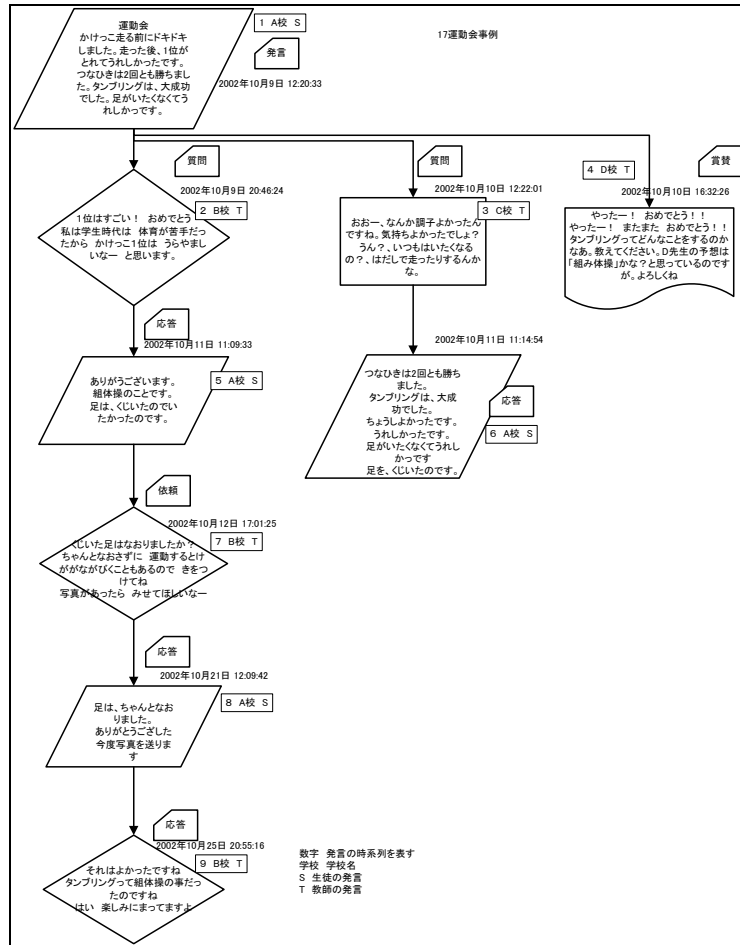 17運動会事例
運動会
かけっこ走る前にドキドキ
しました。走った後、1位が
とれてうれしかったです。
つなひきは2回とも勝ちまし
た。タンブリングは、大成功
でした。足がいたくなくてう
れしかっです。
1 A校 S
発言
2002年10月9日 12:20:33
質問
2002年10月9日 20:46:24
2 B校 T
1位はすごい! おめでとう
私は学生時代は 体育が苦手だっ
たから かけっこ1位は うらやまし
いなー と思います。
質問
2002年10月10日 12:22:01
3 C校 T
おおー、なんか調子よかったん
ですね。気持ちよかったでしょ?
うん?、いつもはいたくなる
の?、はだしで走ったりするんか
な。
4 D校 T
賞賛
2002年10月10日 16:32:26
やったー! おめでとう!!
やったー! またまた おめでとう!!
タンブリングってどんなことをするのか
なあ。教えてください。D先生の予想は
「組み体操」かな?と思っているのです
が。よろしくね
応答
2002年10月11日 11:09:33
5 A校 S
ありがうございます。
組体操のことです。
足は、くじいたのでい
たかったのです。
2002年10月11日 11:14:54
つなひきは2回とも勝ち
ました。
タンブリングは、大成
功でした。
ちょうしよかったです。
うれしかったです。
足がいたくなくてうれし
かっです
足を、くじいたのです。
応答
6 A校 S
依頼
2002年10月12日 17:01:25
7 B校 T
くじいた足はなおりましたか?
ちゃんとなおさずに 運動するとけ
ががながびくこともあるので きをつ
けてね
写真があったら みせてほしいなー
応答
2002年10月21日 12:09:42
8 A校 S
足は、ちゃんとなお
りました。
ありがとうござした
今度写真を送りま
す
応答
2002年10月25日 20:55:16
9 B校 T
それはよかったですね
タンブリングって組体操の事だっ
たのですね
はい 楽しみにまってますよ
数字 発言の時系列を表す
学校 学校名
S 生徒の発言
T 教師の発言